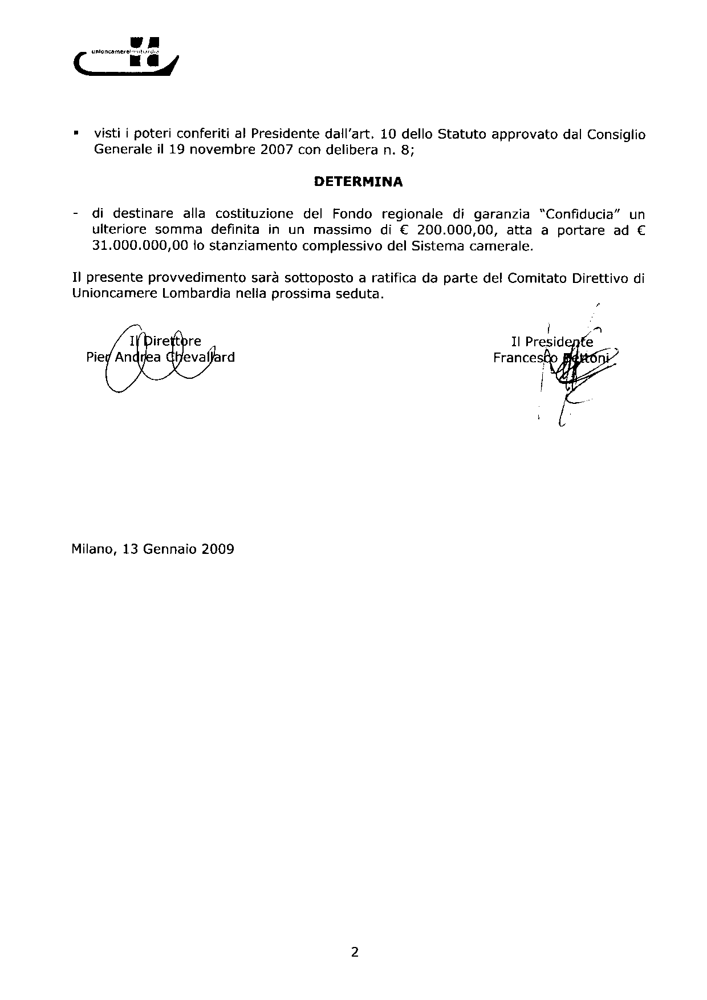 unioncamerelombardia
▪ visti i poteri conferiti al Presidente dall'art. 10 dello Statuto approvato dal Consiglio
Generale il 19 novembre 2007 con delibera n. 8;
DETERMINA
- di destinare alla costituzione del Fondo regionale di garanzia "Confiducia" un
ulteriore somma definita in un massimo di € 200.000,00, atta a portare ad €
31.000.000,00 lo stanziamento complessivo del Sistema camerale.
Il presente provvedimento sarà sottoposto a ratifica da parte del Comitato Direttivo di
Unioncamere Lombardia nella prossima seduta.
Il Direttore
Pier Andrea Chevallard
Il Presidente
Francesco Bettoni
Milano, 13 Gennaio 2009
2